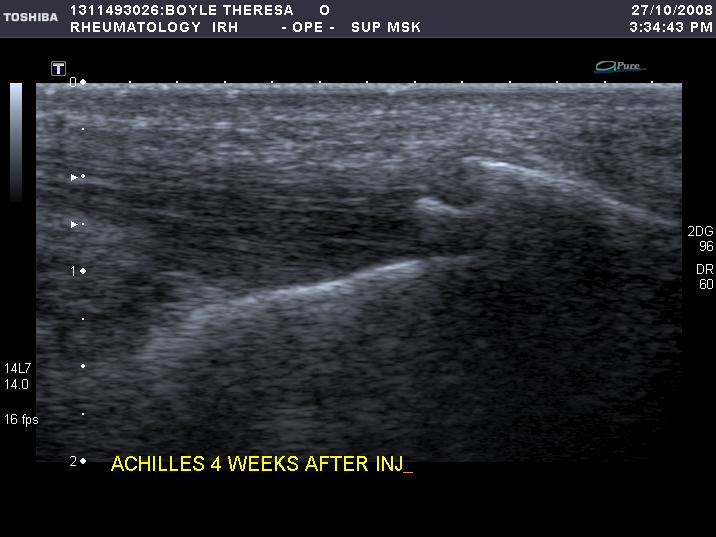 TOSHIBA
1311493026:BOYLE THERESA O
27/10/2008
RHEUMATOLOGY IRH - OPE - SUP MSK
3:34:43 PM
T
aPure
0
2DG
96
DR
60
1
14L7
14.0
16 fps
2
ACHILLES 4 WEEKS AFTER INJ_